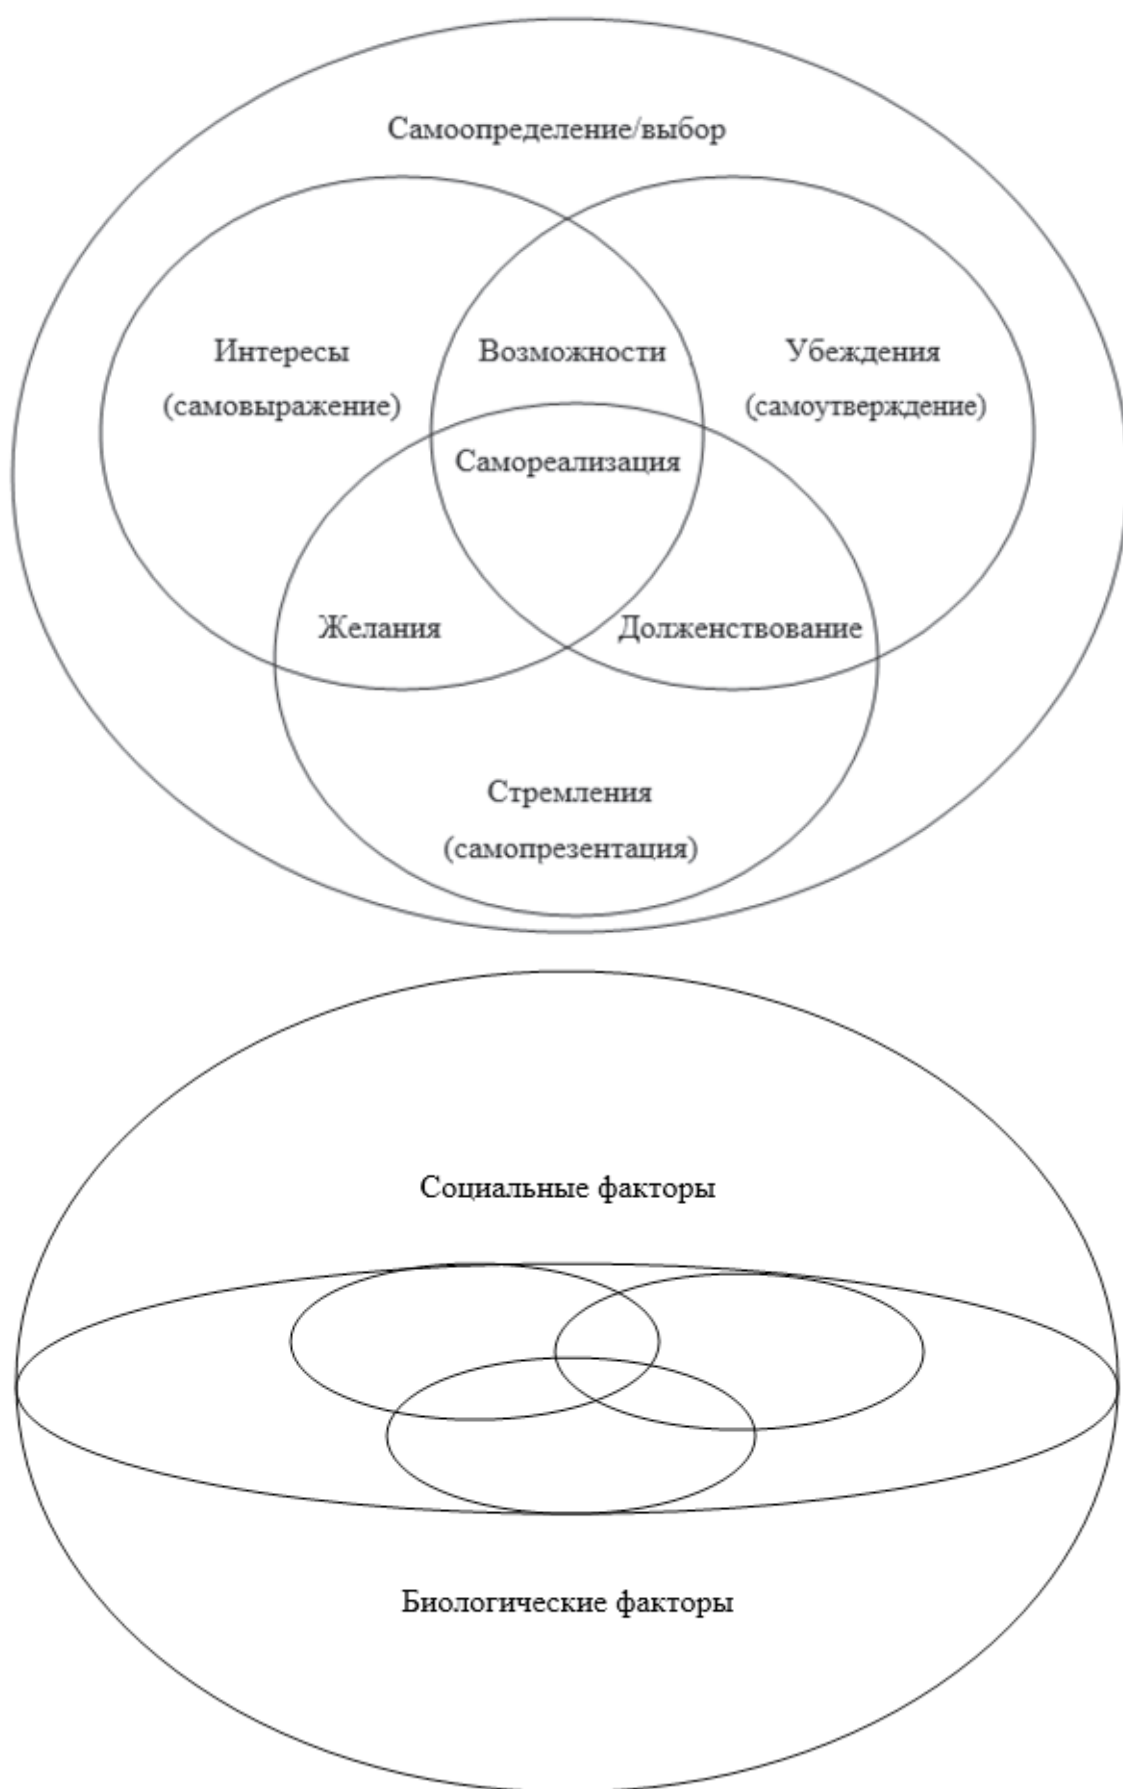 Самоопределение/выбор
Интересы
(самовыражение)
Возможности
Убеждения
(самоутверждение)
Самореализация
Желания
Долженствование
Стремления
(самопрезентация)
Социальные факторы
Биологические факторы